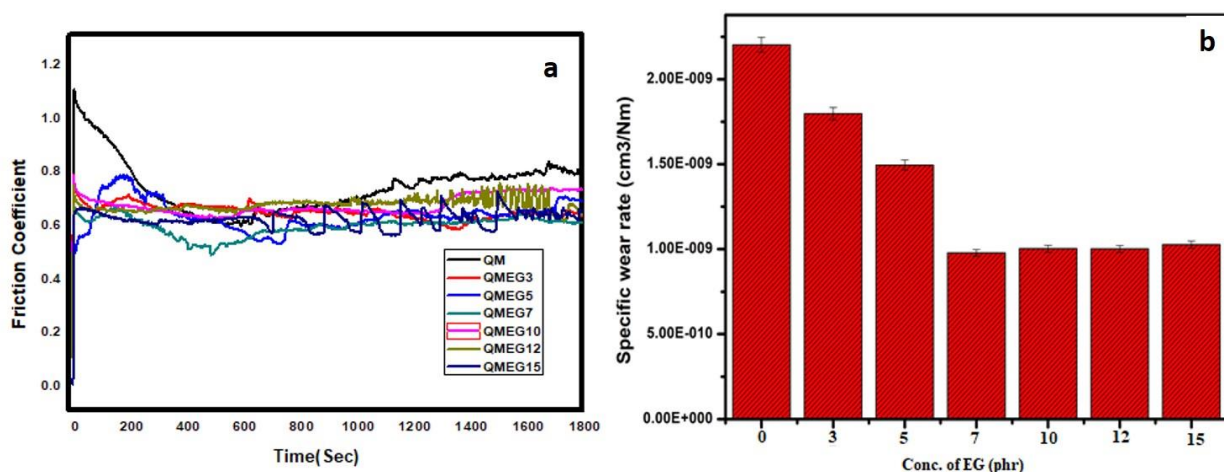 a
1.2
1.0
0.8
0.6
0.4
0.2
0.0
Friction Coefficient
QM
QMEG3
QMEG5
QMEG7
QMEG10
QMEG12
QMEG15
0 200 400 600 800 1000 1200 1400 1600 1800
Time( Sec)
b
2.00E-009
1.50E-009
1.00E-009
5.00E-010
0.00E+000
Specific wear rate (cm3/Nm)
0 3 5 7 10 12 15
Conc. of EG (phr)